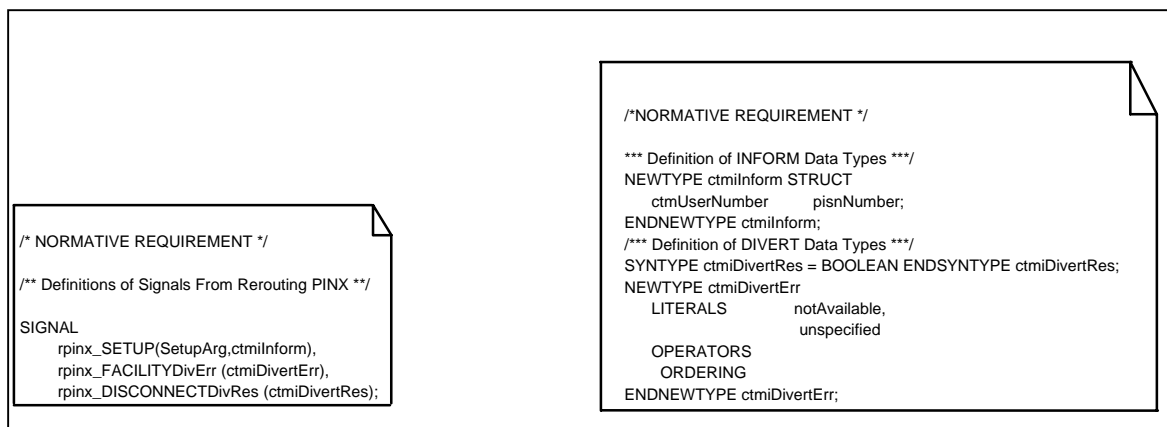 /* NORMATIVE REQUIREMENT */
/** Definitions of Signals From Rerouting PINX **/
SIGNAL
rpinx_SETUP(SetupArg,ctmiInform),
rpinx_FACILITYDivErr (ctmiDivertErr),
rpinx_DISCONNECTDivRes (ctmiDivertRes);
/*NORMATIVE REQUIREMENT */
*** Definition of INFORM Data Types ***/
NEWTYPE ctmiInform STRUCT
ctmUserNumber pisnNumber;
ENDNEWTYPE ctmiInform;
/*** Definition of DIVERT Data Types ***/
SYNTYPE ctmiDivertRes = BOOLEAN ENDSYNTYPE ctmiDivertRes;
NEWTYPE ctmiDivertErr
LITERALS notAvailable,
unspecified
OPERATORS
ORDERING
ENDNEWTYPE ctmiDivertErr;